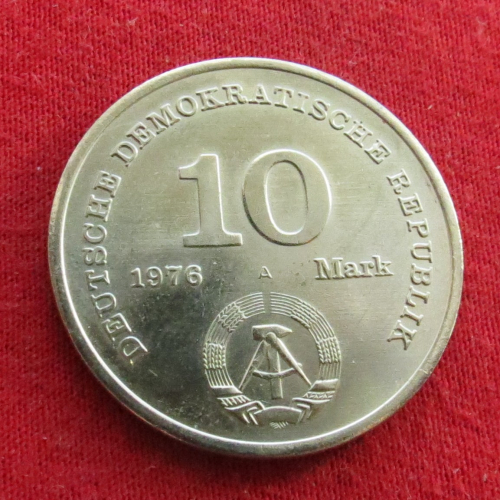 DEUTSCHE DEMOKRATISCHE REPUBLIK
10
1976 A Mark